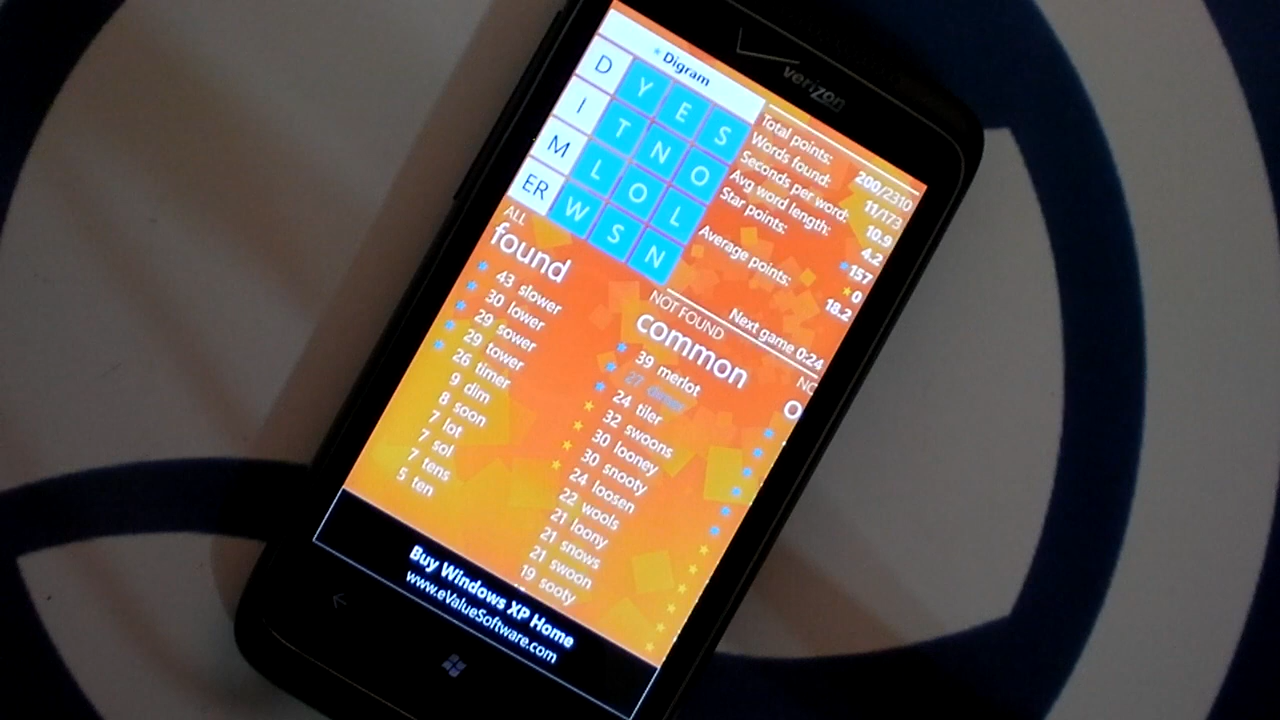 verizon
Digram
D Y E S
I T N O
M L O L
ER W S N
Total points: 200/2310
Words found: 11/173
Seconds per word: 10.9
Avg word length: 4.2
Star points: 157
0
Average points: 18.2
Next game 0:24
ALL
found
43 slower
30 lower
29 sower
29 tower
26 timer
9 dim
8 soon
7 lot
7 sol
7 tens
5 ten
NOT FOUND
common
39 merlot
24 tiler
32 swoons
30 looney
30 snooty
24 loosen
22 wools
21 loony
21 snows
21 swoon
19 sooty
Buy Windows XP Home
www.eValueSoftware.com